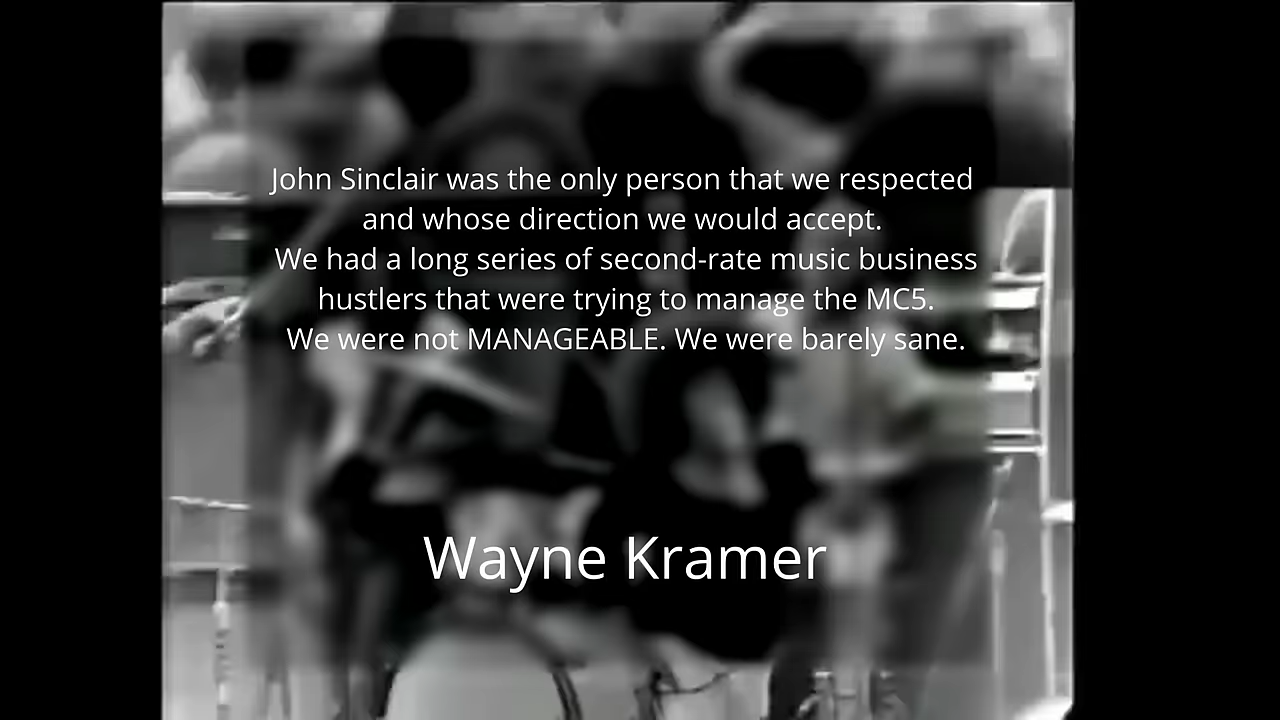 John Sinclair was the only person that we respected
and whose direction we would accept.
We had a long series of second-rate music business
hustlers that were trying to manage the MC5.
We were not MANAGEABLE. We were barely sane.
Wayne Kramer